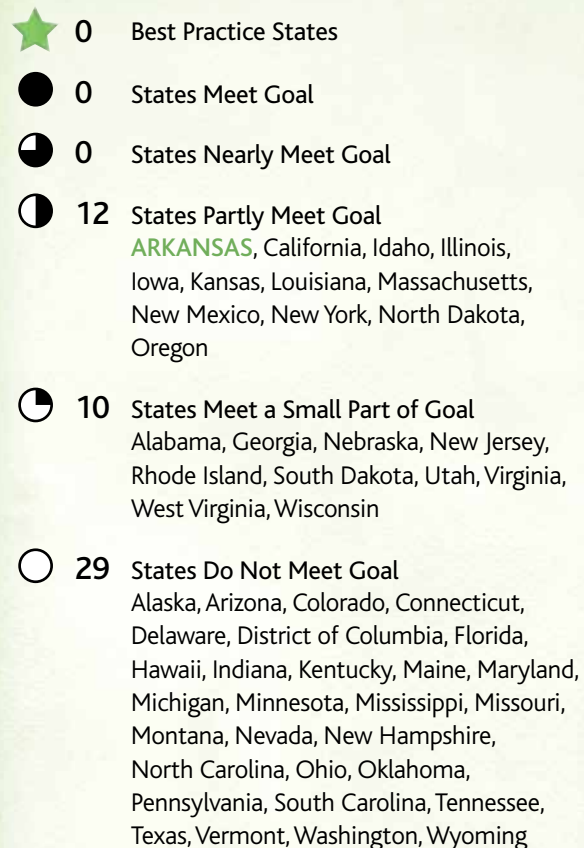 0 Best Practice States
0 States Meet Goal
0 States Nearly Meet Goal
12 States Partly Meet Goal
ARKANSAS, California, Idaho, Illinois,
Iowa, Kansas, Louisiana, Massachusetts,
New Mexico, New York, North Dakota,
Oregon
10 States Meet a Small Part of Goal
Alabama, Georgia, Nebraska, New Jersey,
Rhode Island, South Dakota, Utah, Virginia,
West Virginia, Wisconsin
29 States Do Not Meet Goal
Alaska, Arizona, Colorado, Connecticut,
Delaware, District of Columbia, Florida,
Hawaii, Indiana, Kentucky, Maine, Maryland,
Michigan, Minnesota, Mississippi, Missouri,
Montana, Nevada, New Hampshire,
North Carolina, Ohio, Oklahoma,
Pennsylvania, South Carolina, Tennessee,
Texas, Vermont, Washington, Wyoming